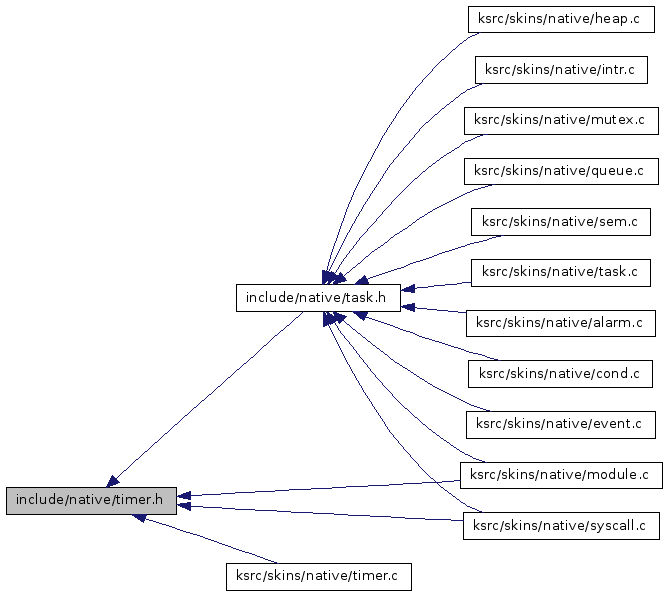 ksrc/skins/native/heap.c
ksrc/skins/native/intr.c
ksrc/skins/native/mutex.c
ksrc/skins/native/queue.c
ksrc/skins/native/sem.c
ksrc/skins/native/task.c
include/native/task.h
ksrc/skins/native/alarm.c
ksrc/skins/native/cond.c
ksrc/skins/native/event.c
ksrc/skins/native/module.c
include/native/timer.h
ksrc/skins/native/syscall.c
ksrc/skins/native/timer.c